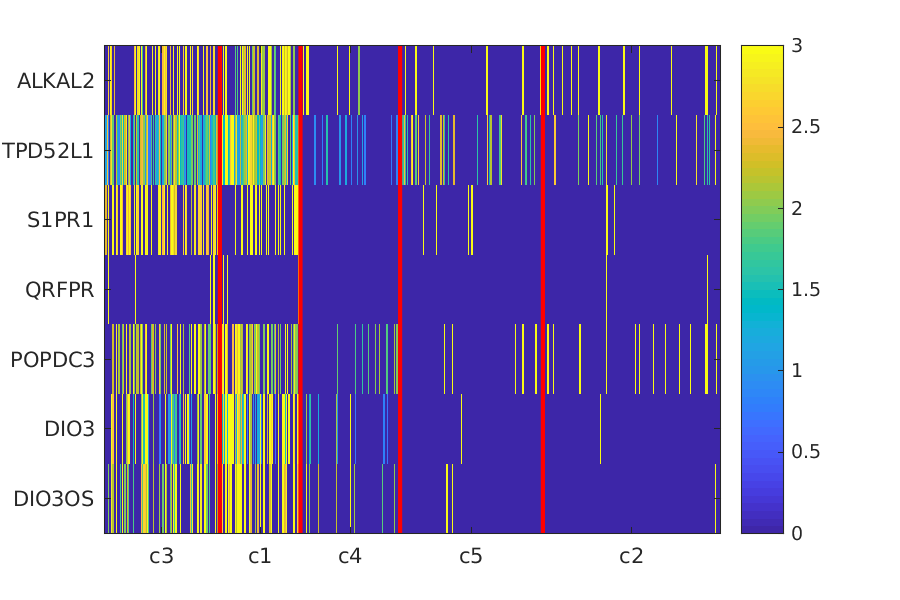 ALKAL2
TPD52L1
S1PR1
QRFPR
POPDC3
DIO3
DIO3OS
c3 c1 c4 c5 c2
3
2.5
2
1.5
1
0.5
0